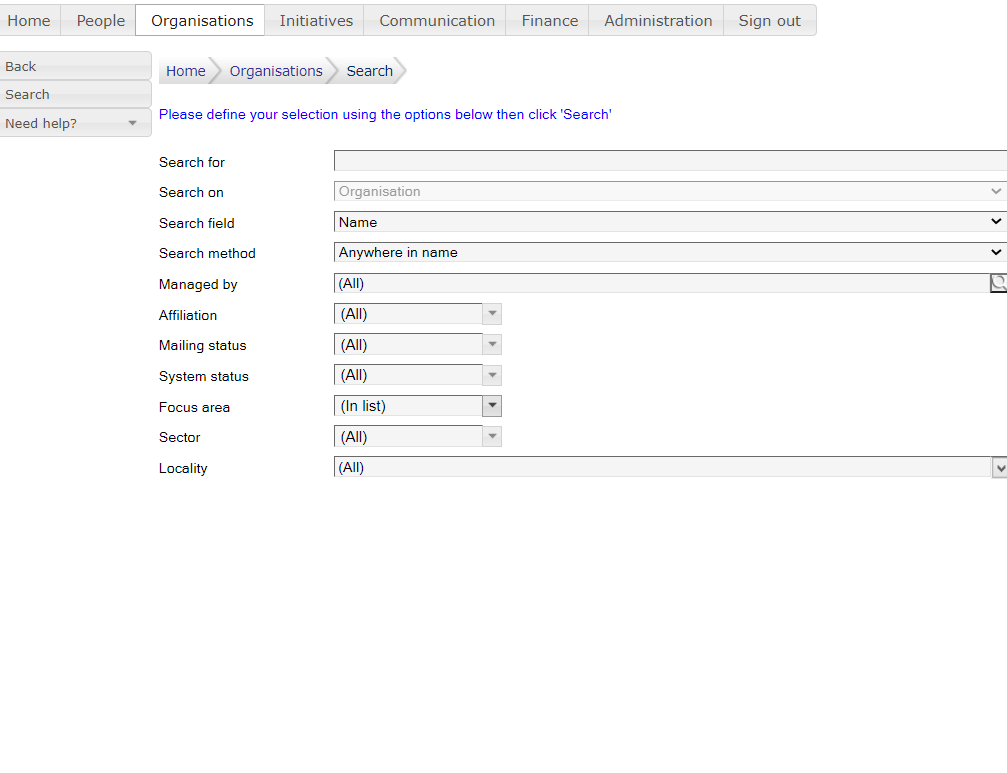 Home People Organisations Initiatives Communication Finance Administration Sign out
Back
Search
Need help?
Home Organisations Search
Please define your selection using the options below then click 'Search'
Search for
Search on Organisation
Search field Name
Search method Anywhere in name
Managed by (All)
Affiliation (All)
Mailing status (All)
System status (All)
Focus area (In list)
Sector (All)
Locality (All)